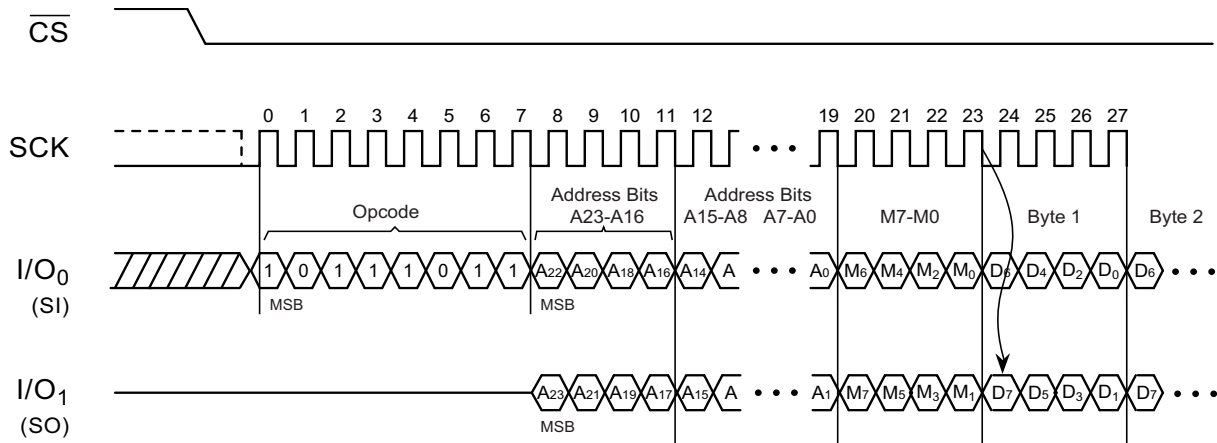 CS
0 1 2 3 4 5 6 7 8 9 10 11 12 19 20 21 22 23 24 25 26 27
SCK
Opcode
Address Bits
A23-A16
Address Bits
A15-A8 A7-A0
M7-M0
Byte 1
Byte 2
I/O0 1 0 1 1 1 0 1 1 A22 A20 A18 A16 A14 A • • • A0 M6 M4 M2 M0 D6 D4 D2 D0 D6 • • •
(SI)
MSB MSB
I/O1 A23 A21 A19 A17 A15 A • • • A1 M7 M5 M3 M1 D7 D5 D3 D1 D7 • • •
(SO)
MSB